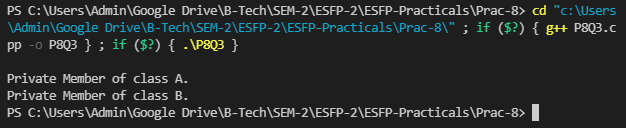 PS C:\Users\Admin\Google Drive\B-Tech\SEM-2\ESFP-2\ESFP-Practicals\Prac-8> cd "c:\Users
\Admin\Google Drive\B-Tech\SEM-2\ESFP-2\ESFP-Practicals\Prac-8\" ; if ($?) { g++ P8Q3.c
pp -o P8Q3 } ; if ($?) { .\P8Q3 }
Private Member of class A.
Private Member of class B.
PS C:\Users\Admin\Google Drive\B-Tech\SEM-2\ESFP-2\ESFP-Practicals\Prac-8>